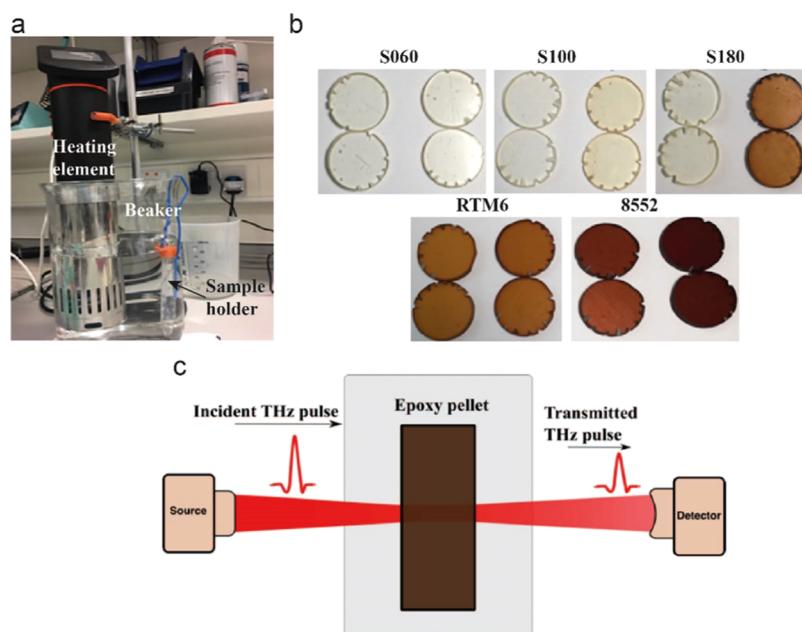 a
Heating
element
Beaker
Sample
holder
b
S060
S100
S180
RTM6
8552
c
Incident THz pulse
Epoxy pellet
Transmitted
THz pulse
Source
Detector